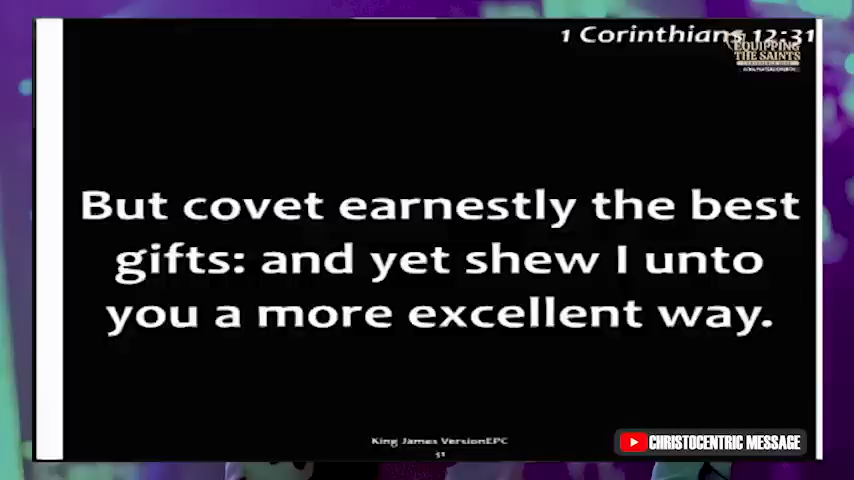 1 Corinthians 12:31
EQUIPPING
THE SAINTS
But covet earnestly the best
gifts: and yet shew I unto
you a more excellent way.
King James VersionEPC
31
CHRISTOCENTRIC MESSAGE